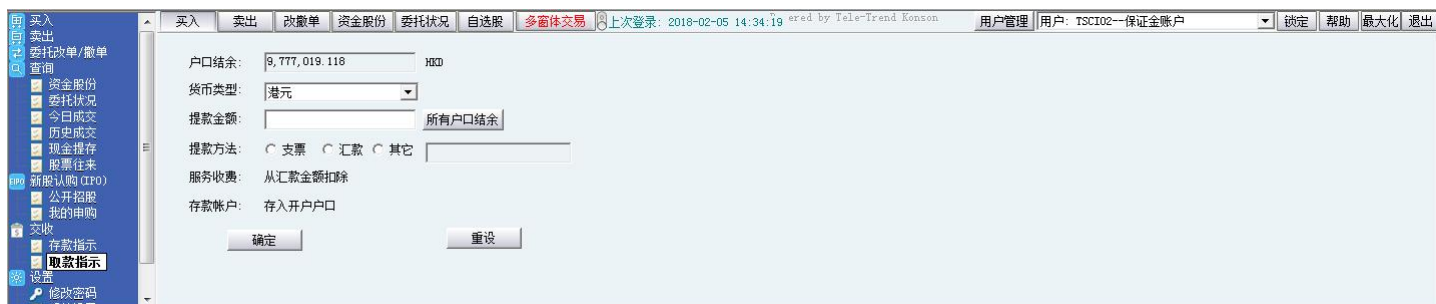 买入 卖出 改撤单 资金股份 委托状况 自选股 多窗体交易 上次登录: 2018-02-05 14:34:19 ered by Tele-Trend Konson 用户管理 用户: TSCI02--保证金账户 锁定 帮助 最大化 退出
买入
卖出
委托改单/撤单
查询
资金股份
委托状况
今日成交
历史成交
现金提存
股票往来
EIPO 新股认购(IPO)
公开招股
我的申购
交收
存款指示
取款指示
设置
修改密码
户口结余: 9,777,019.118 HKD
货币类型: 港元
提款金额: 所有户口结余
提款方法: 支票 汇款 其它
服务收费: 从汇款金额扣除
存款帐户: 存入开户户口
确定 重设